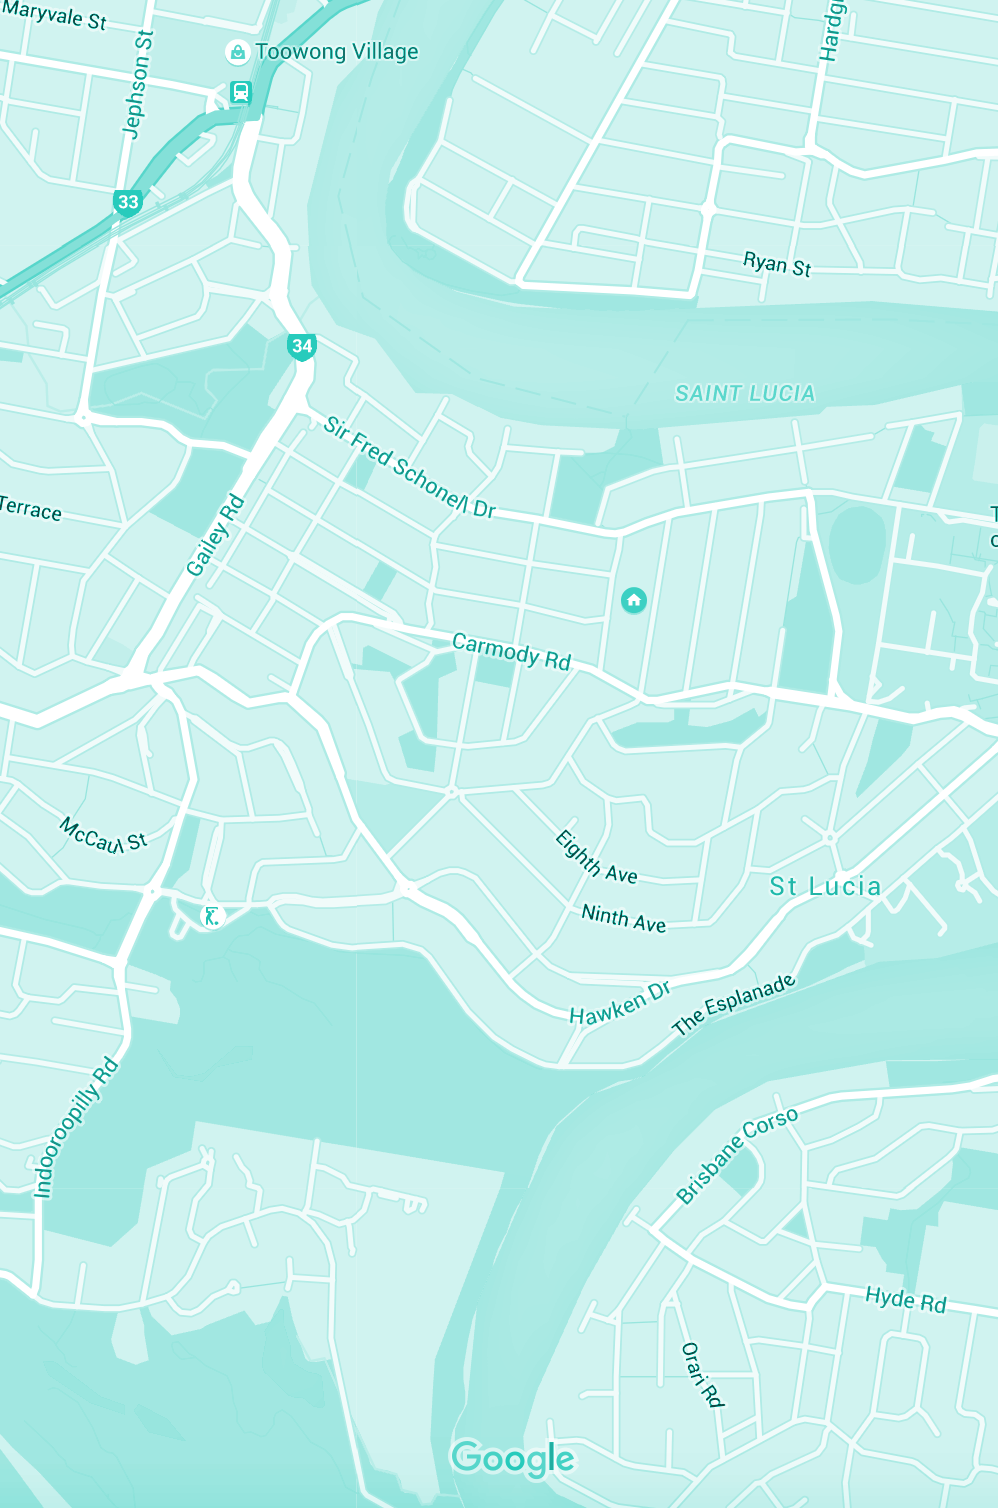 Maryvale St
Jephson St
Toowong Village
33
Ryan St
34
SAINT LUCIA
Sir Fred Schonell Dr
Terrace
Gailey Rd
Carmody Rd
McCaul St
Eighth Ave
St Lucia
Ninth Ave
Hawken Dr
The Esplanade
Indooroopilly Rd
Brisbane Corso
Hyde Rd
Orari Rd
Google